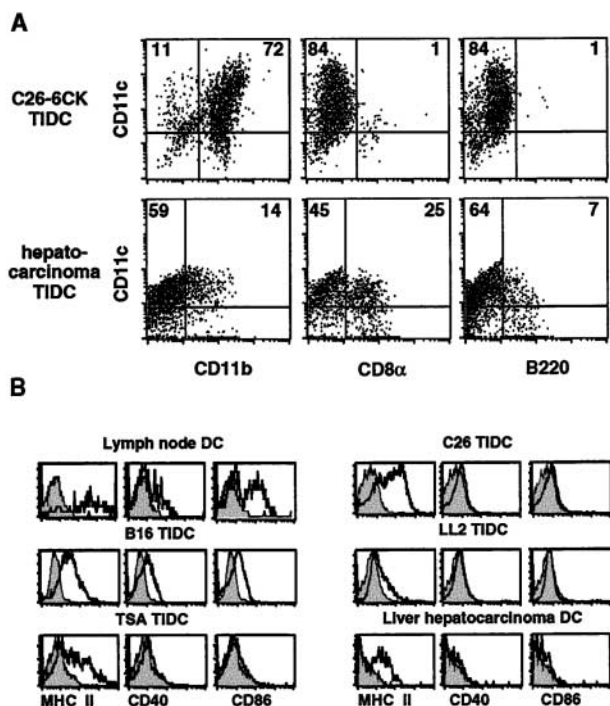 A
11 72 84 1 84 1
C26-6CK
TIDC
CD11c
59 14 45 25 64 7
hepato-
carcinoma
TIDC
CD11c
CD11b CD8α B220
B
Lymph node DC C26 TIDC
B16 TIDC LL2 TIDC
TSA TIDC Liver hepatocarcinoma DC
MHC II CD40 CD86 MHC II CD40 CD86